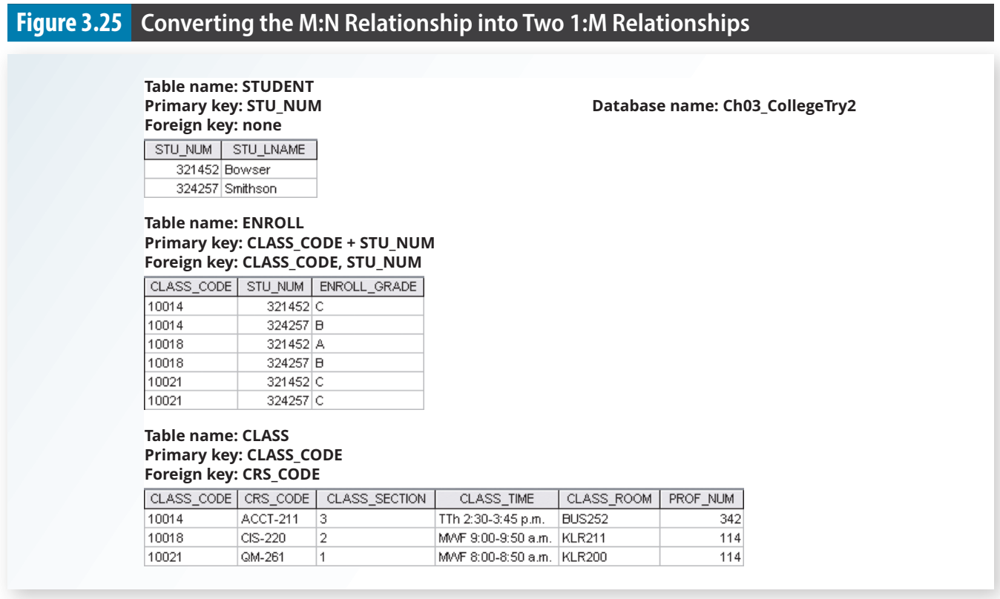 Figure 3.25 Converting the M:N Relationship into Two 1:M Relationships
Table name: STUDENT
Primary key: STU_NUM
Database name: Ch03_CollegeTry2
Foreign key: none
STU_NUM STU_LNAME
321452 Bowser
324257 Smithson
Table name: ENROLL
Primary key: CLASS_CODE + STU_NUM
Foreign key: CLASS_CODE, STU_NUM
CLASS_CODE STU_NUM ENROLL_GRADE
10014 321452 C
10014 324257 B
10018 321452 A
10018 324257 B
10021 321452 C
10021 324257 C
Table name: CLASS
Primary key: CLASS_CODE
Foreign key: CRS_CODE
CLASS_CODE CRS_CODE CLASS_SECTION CLASS_TIME CLASS_ROOM PROF_NUM
10014 ACCT-211 3 TTh 2:30-3:45 p.m. BUS252 342
10018 CIS-220 2 MWF 9:00-9:50 a.m. KLR211 114
10021 QM-261 1 MWF 8:00-8:50 a.m. KLR200 114